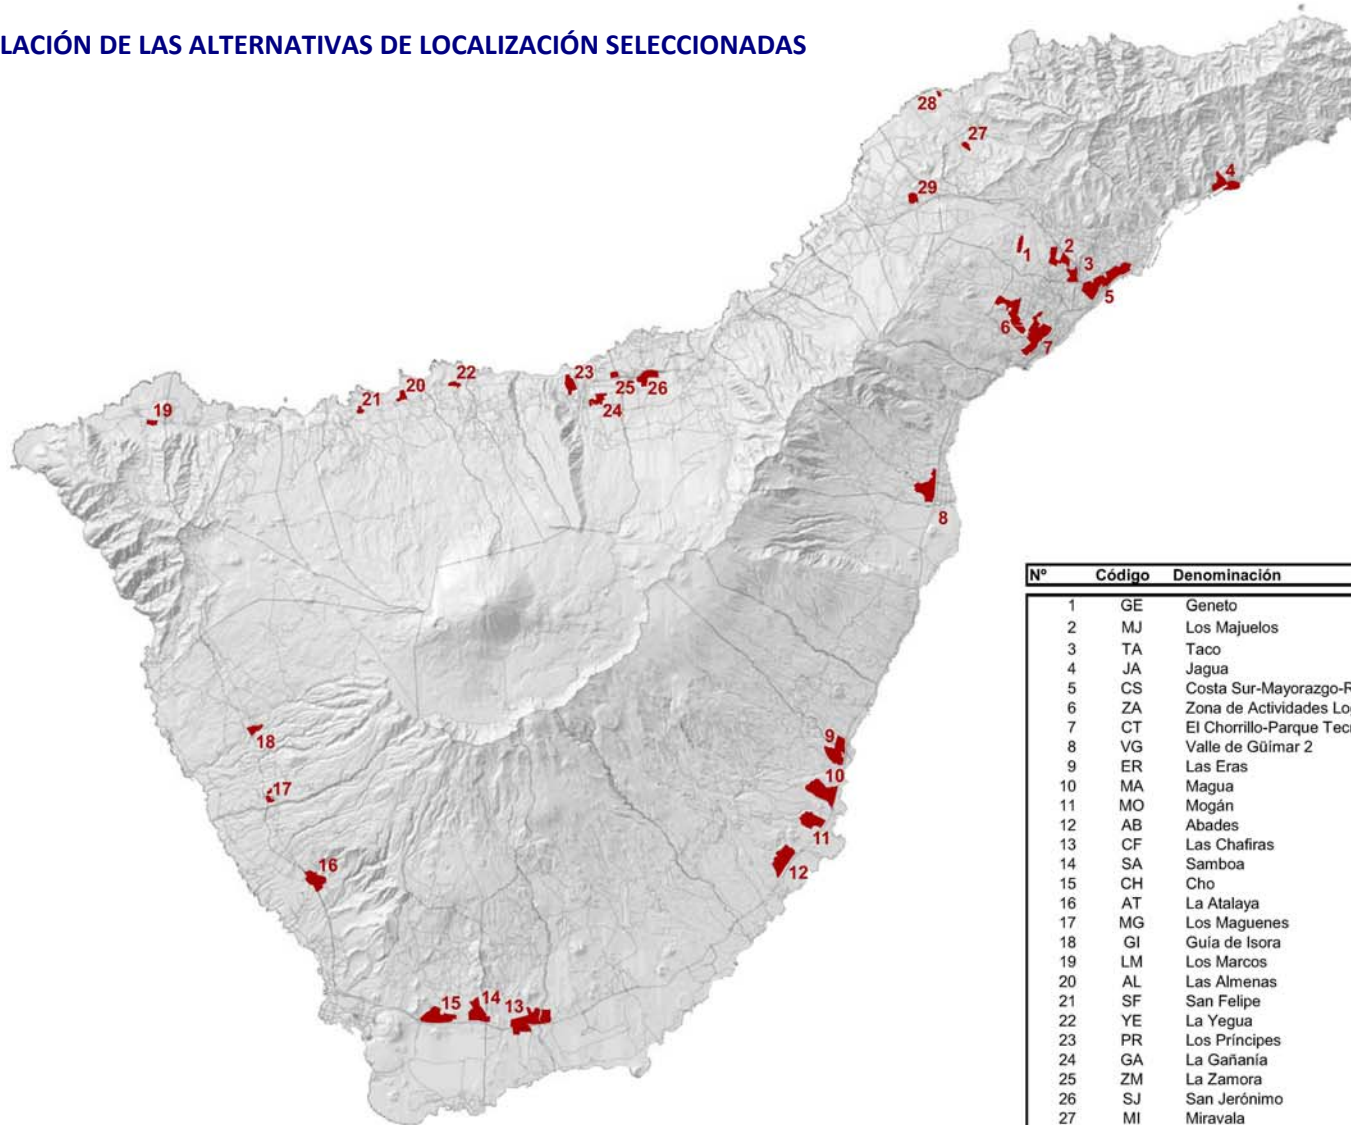 LACIÓN DE LAS ALTERNATIVAS DE LOCALIZACIÓN SELECCIONADAS
28
27
4
29
1
2
3
5
6
7
22
23
20
25
26
21
24
19
8
9
18
10
17
11
16
12
15
14
13
Nº Código Denominación
1 GE Geneto
2 MJ Los Majuelos
3 TA Taco
4 JA Jagua
5 CS Costa Sur-Mayorazgo-R
6 ZA Zona de Actividades Lo
7 CT El Chorrillo-Parque Tec
8 VG Valle de Güímar 2
9 ER Las Eras
10 MA Magua
11 MO Mogán
12 AB Abades
13 CF Las Chafiras
14 SA Samboa
15 CH Cho
16 AT La Atalaya
17 MG Los Maguenes
18 GI Guía de Isora
19 LM Los Marcos
20 AL Las Almenas
21 SF San Felipe
22 YE La Yegua
23 PR Los Príncipes
24 GA La Gañanía
25 ZM La Zamora
26 SJ San Jerónimo
27 MI Miravala